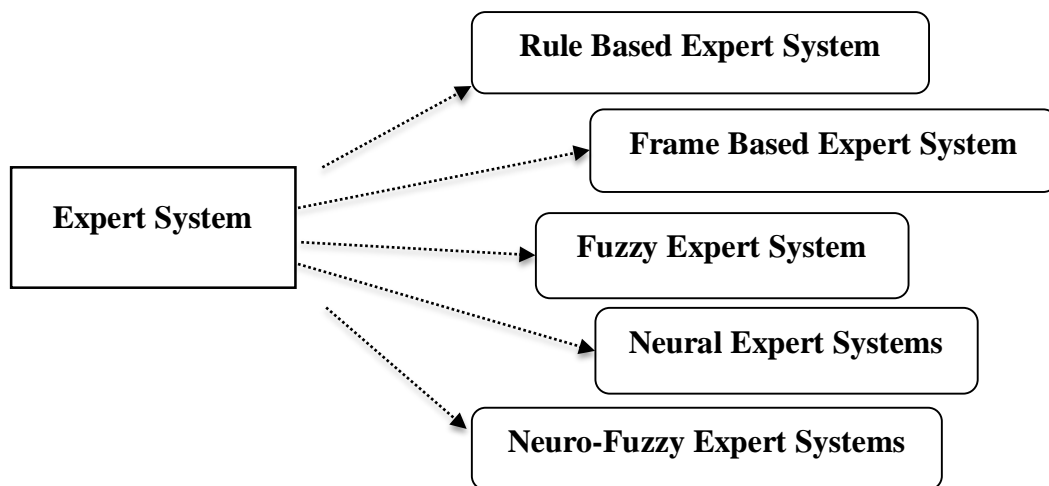 Rule Based Expert System
Frame Based Expert System
Expert System
Fuzzy Expert System
Neural Expert Systems
Neuro-Fuzzy Expert Systems